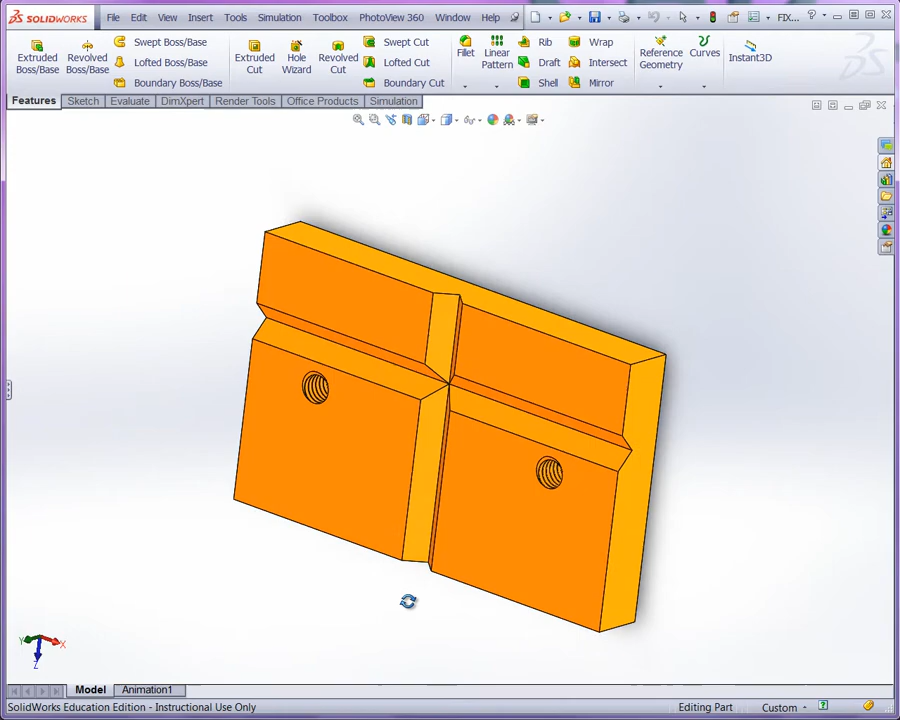 SOLIDWORKS File Edit View Insert Tools Simulation Toolbox PhotoView 360 Window Help FIX... ?
Extruded Boss/Base Revolved Boss/Base Swept Boss/Base Lofted Boss/Base Boundary Boss/Base Extruded Cut Hole Wizard Revolved Cut Swept Cut Lofted Cut Boundary Cut Fillet Linear Pattern Rib Draft Shell Wrap Intersect Mirror Reference Geometry Curves Instant3D
Features Sketch Evaluate DimXpert Render Tools Office Products Simulation
Y X
Z
Model Animation1
SolidWorks Education Edition - Instructional Use Only Editing Part Custom ?